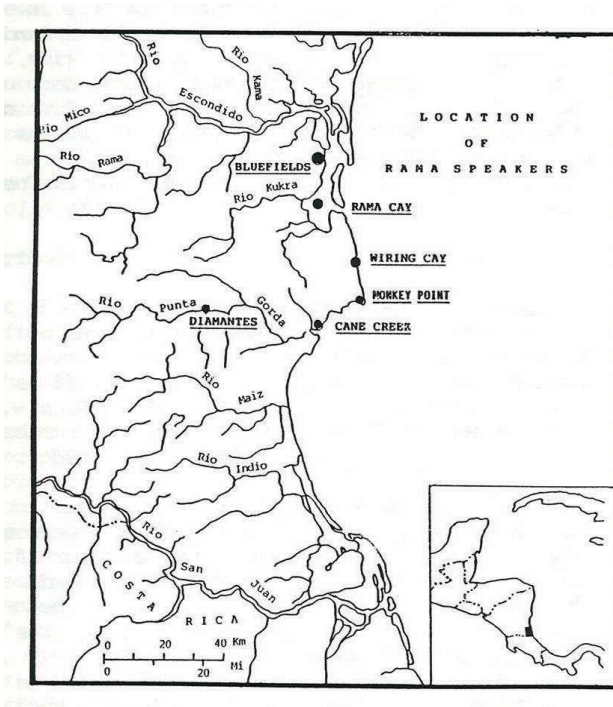 LOCATION
OF
RAMA SPEAKERS
Rio
Escondido
Rio Kama
Rio Mico
Rio Rama
BLUEFIELDS
Rio Kukra
RAMA CAY
WIRING CAY
MONKEY POINT
Rio Punta Gorda
DIAMANTES
CANE CREEK
Rio Maiz
Rio Indio
Rio San Juan
COSTA
RICA
0 20 40 Km
0 20 Mi